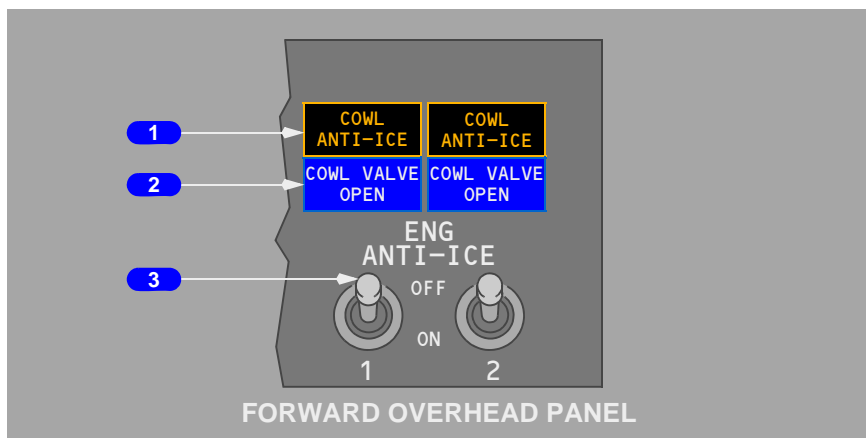 1
COWL
ANTI-ICE
COWL
ANTI-ICE
2
COWL VALVE
OPEN
COWL VALVE
OPEN
ENG
ANTI-ICE
3
OFF
ON
1
2
FORWARD OVERHEAD PANEL